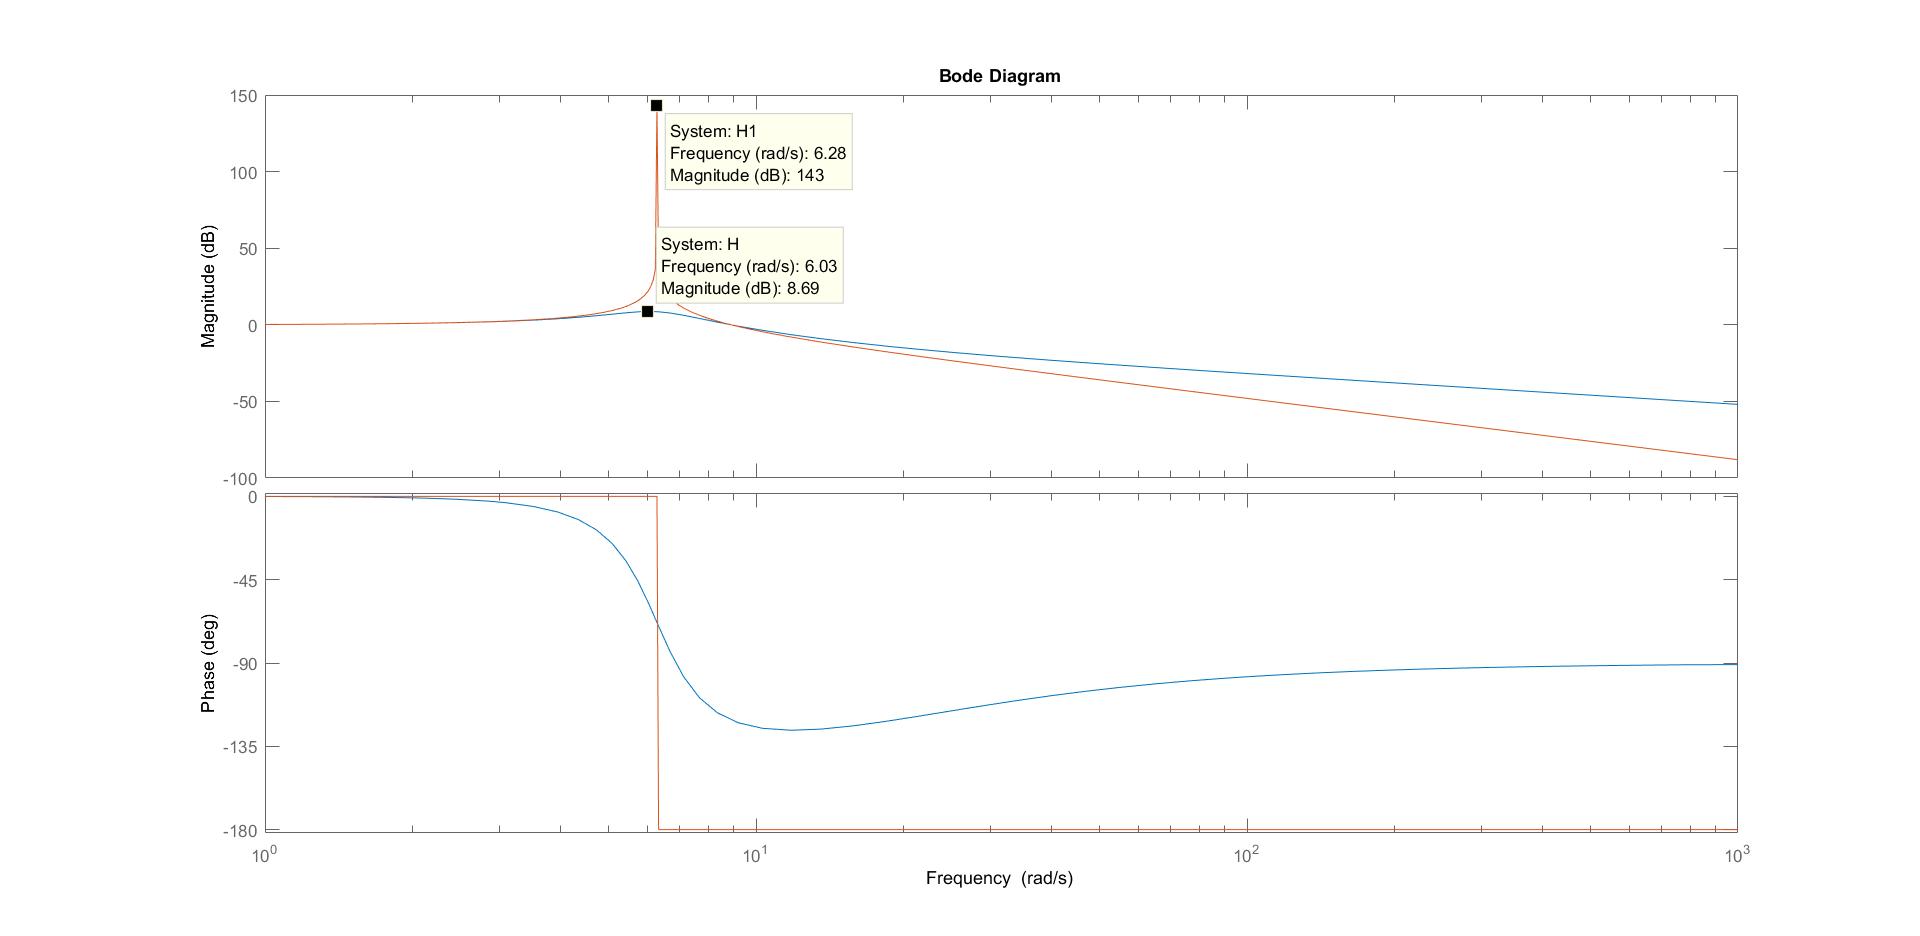 Bode Diagram
Magnitude (dB)
150
100
50
0
-50
-100
System: H1
Frequency (rad/s): 6.28
Magnitude (dB): 143
System: H
Frequency (rad/s): 6.03
Magnitude (dB): 8.69
Phase (deg)
0
-45
-90
-135
-180
10^0 10^1 10^2 10^3
Frequency (rad/s)